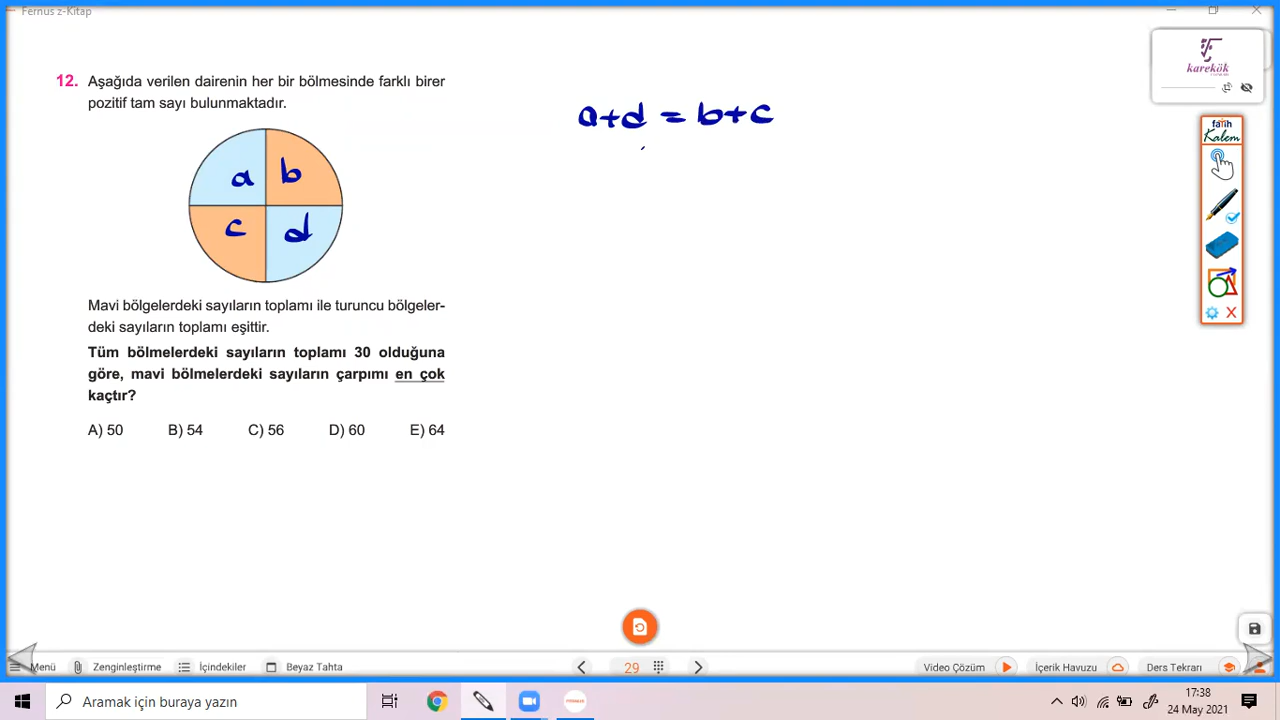 Fernus z-Kitap
karekök
12. Aşağıda verilen dairenin her bir bölmesinde farklı birer
pozitif tam sayı bulunmaktadır.
a+d = b+c
fatih
Kalem
a b
c d
Mavi bölgelerdeki sayıların toplamı ile turuncu bölgeler-
deki sayıların toplamı eşittir.
Tüm bölmelerdeki sayıların toplamı 30 olduğuna
göre, mavi bölmelerdeki sayıların çarpımı en çok
kaçtır?
A) 50 B) 54 C) 56 D) 60 E) 64
Menü Zenginleştirme İçindekiler Beyaz Tahta 29 Video Çözüm İçerik Havuzu Ders Tekrarı
Aramak için buraya yazın
17:38
24 May 2021